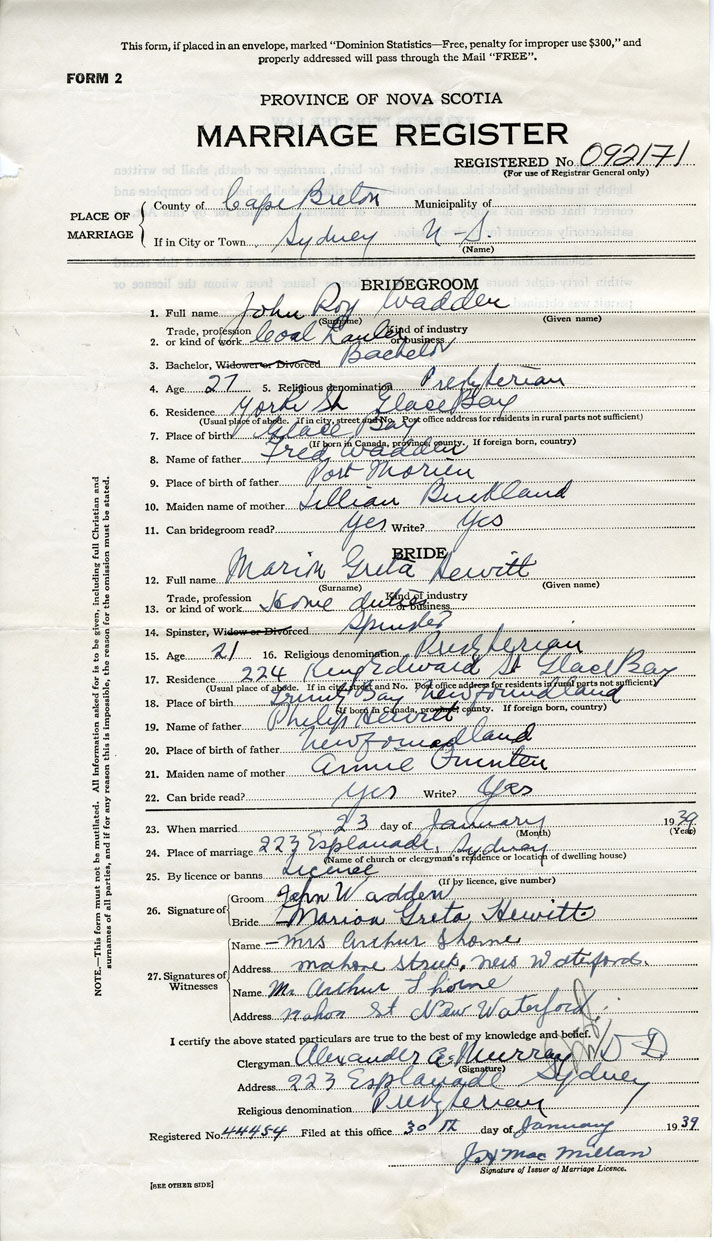 This form, if placed in an envelope, marked "Dominion Statistics—Free, penalty for improper use $300," and
properly addressed will pass through the Mail "FREE".
FORM 2
PROVINCE OF NOVA SCOTIA
MARRIAGE REGISTER
REGISTERED No. 092171
(For use of Registrar General only)
PLACE OF MARRIAGE
County of Cape Breton Municipality of
If in City or Town Sydney N-S.
(Name)
BRIDEGROOM
1. Full name John Roy Wadden
(Surname) (Given name)
2. Trade, profession or kind of work Coal Kind of industry or business
3. Bachelor, Widower or Divorced Bachelor
4. Age 27 5. Religious denomination Presbyterian
6. Residence York St Glace Bay
(Usual place of abode. If in city, street and No. Post office address for residents in rural parts not sufficient)
7. Place of birth Glace Bay
(If born in Canada, province, county. If foreign born, country)
8. Name of father Fred Wadden
9. Place of birth of father Port Morien
10. Maiden name of mother Lillian Buckland
11. Can bridegroom read? Yes Write? Yes
BRIDE
12. Full name Marion Greta Hewitt
(Surname) (Given name)
13. Trade, profession or kind of work Home duties Kind of industry or business
14. Spinster, Widow or Divorced Spinster
15. Age 21 16. Religious denomination Presbyterian
17. Residence 224 King Edward St Glace Bay
(Usual place of abode. If in city, street and No. Post office address for residents in rural parts not sufficient)
18. Place of birth Trinity Bay Newfoundland
(If born in Canada, province, county. If foreign born, country)
19. Name of father Philip Hewitt
20. Place of birth of father Newfoundland
21. Maiden name of mother Annie
22. Can bride read? Yes Write? Yes
23. When married 23 day of January 1939
(Month) (Year)
24. Place of marriage 223 Esplanade, Sydney
(Name of church or clergyman's residence or location of dwelling house)
25. By licence or banns Licence
(If by licence, give number)
26. Signature of
Groom John Wadden
Bride Marion Greta Hewitt
27. Signatures of Witnesses
Name Mrs Arthur Thorne
Address Mahone Street, New Waterford.
Name Mr. Arthur Thorne
Address Mahon St New Waterford
I certify the above stated particulars are true to the best of my knowledge and belief.
Clergyman Alexander A. Murray D D.
(Signature)
Address 223 Esplanade Sydney
Religious denomination Presbyterian
Registered No. 44454 Filed at this office 30th day of January 1939
J. H. MacMillan
Signature of Issuer of Marriage Licence.
[SEE OTHER SIDE]
NOTE.—This form must not be mutilated. All Information asked for is to be given, including full Christian and
surnames of all parties, and if for any reason this is impossible, the reason for the omission must be stated.